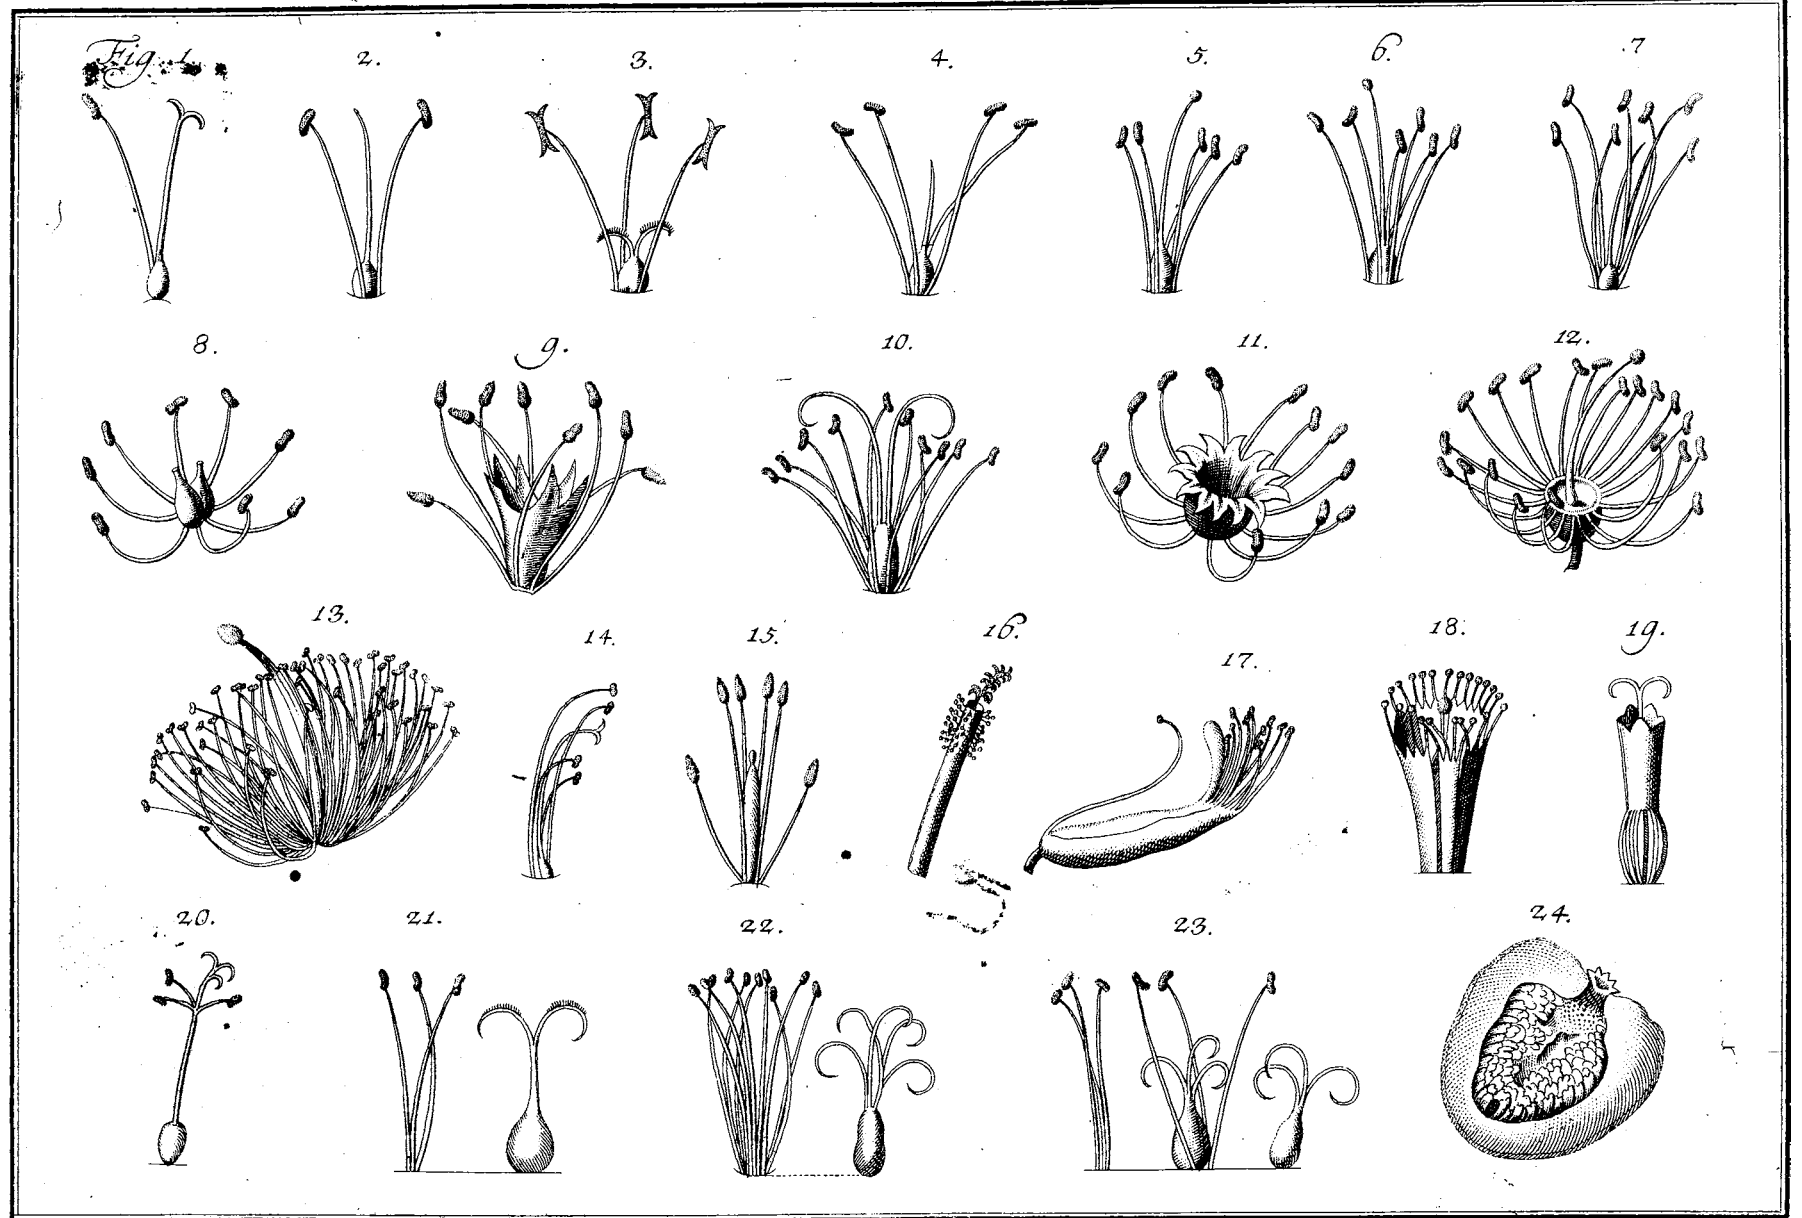 Fig. 1. 2. 3. 4. 5. 6. 7
8. 9. 10. 11. 12.
13. 14. 15. 16. 17. 18. 19.
20. 21. 22. 23. 24.